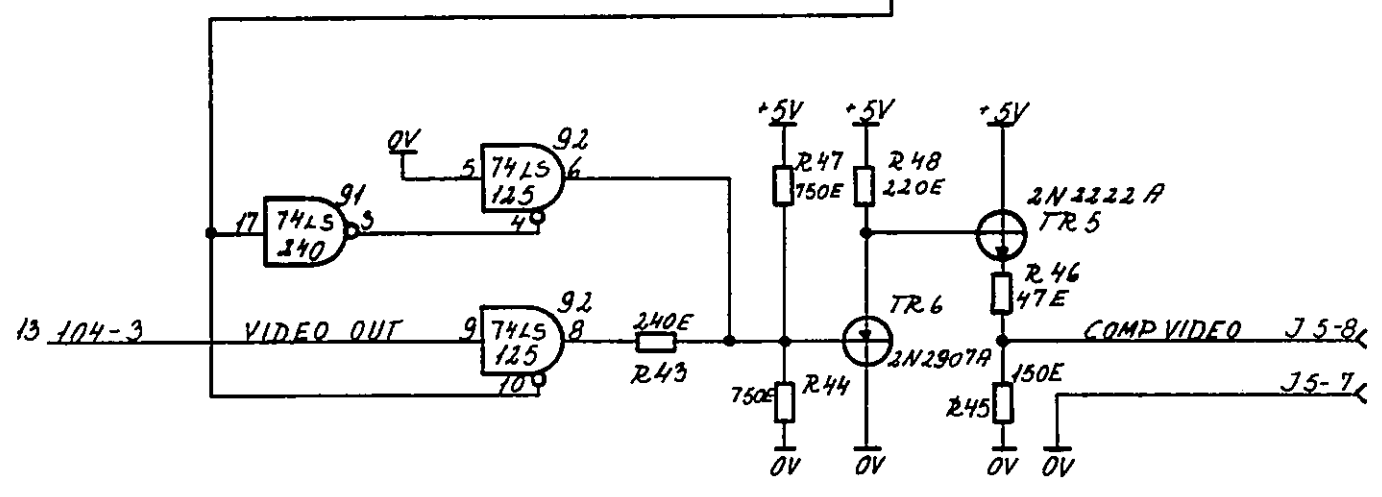 +5V +5V +5V
0V
5 74LS 125 6 92
4
R47 750E
R48 220E
2N2222A
TR5
17 74LS 240 3 91
R46 47E
13 104-3 VIDEO OUT 9 74LS 125 8 92
10
240E
R43
TR6
2N2907A
COMP VIDEO J5-8
750E R44
150E
R45
J5-7
0V 0V 0V 0V